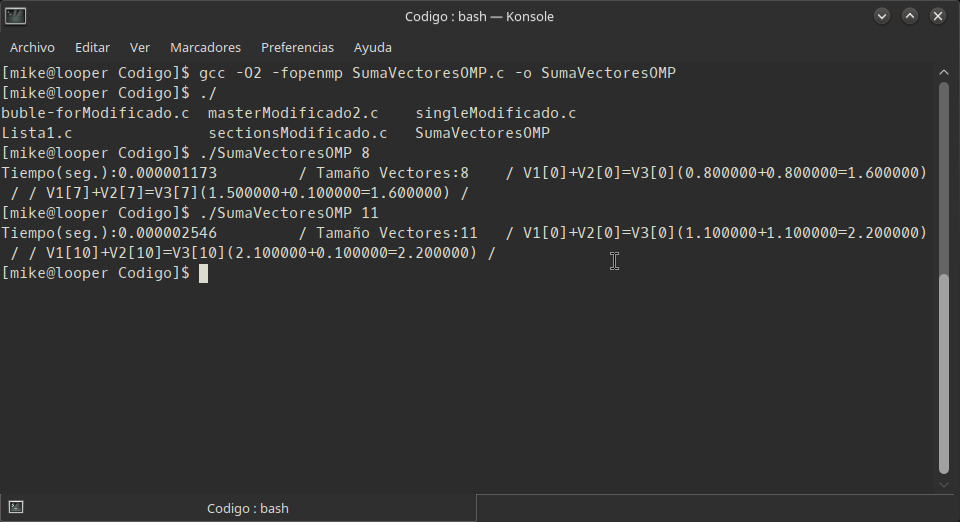 Codigo : bash — Konsole
Archivo Editar Ver Marcadores Preferencias Ayuda
[mike@looper Codigo]$ gcc -O2 -fopenmp SumaVectoresOMP.c -o SumaVectoresOMP
[mike@looper Codigo]$ ./
buble-forModificado.c  masterModificado2.c    singleModificado.c
Lista1.c               sectionsModificado.c   SumaVectoresOMP
[mike@looper Codigo]$ ./SumaVectoresOMP 8
Tiempo(seg.):0.000001173         / Tamaño Vectores:8    / V1[0]+V2[0]=V3[0](0.800000+0.800000=1.600000)
 / / V1[7]+V2[7]=V3[7](1.500000+0.100000=1.600000) /
[mike@looper Codigo]$ ./SumaVectoresOMP 11
Tiempo(seg.):0.000002546         / Tamaño Vectores:11   / V1[0]+V2[0]=V3[0](1.100000+1.100000=2.200000)
 / / V1[10]+V2[10]=V3[10](2.100000+0.100000=2.200000) /
[mike@looper Codigo]$
Codigo : bash